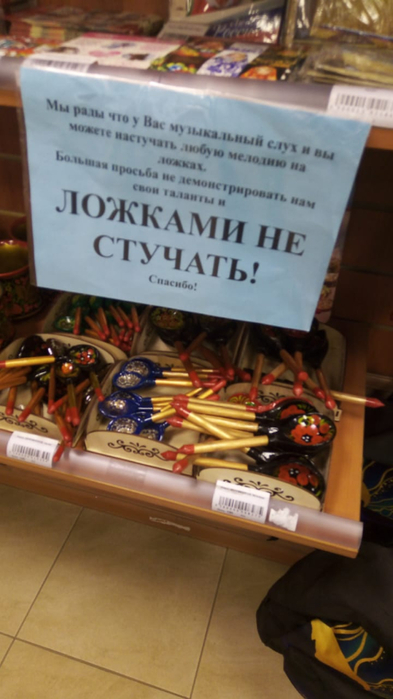 Мы рады что у Вас музыкальный слух и вы
можете настучать любую мелодию на
ложках.
Большая просьба не демонстрировать нам
свои таланты и
ЛОЖКАМИ НЕ
СТУЧАТЬ!
Спасибо!